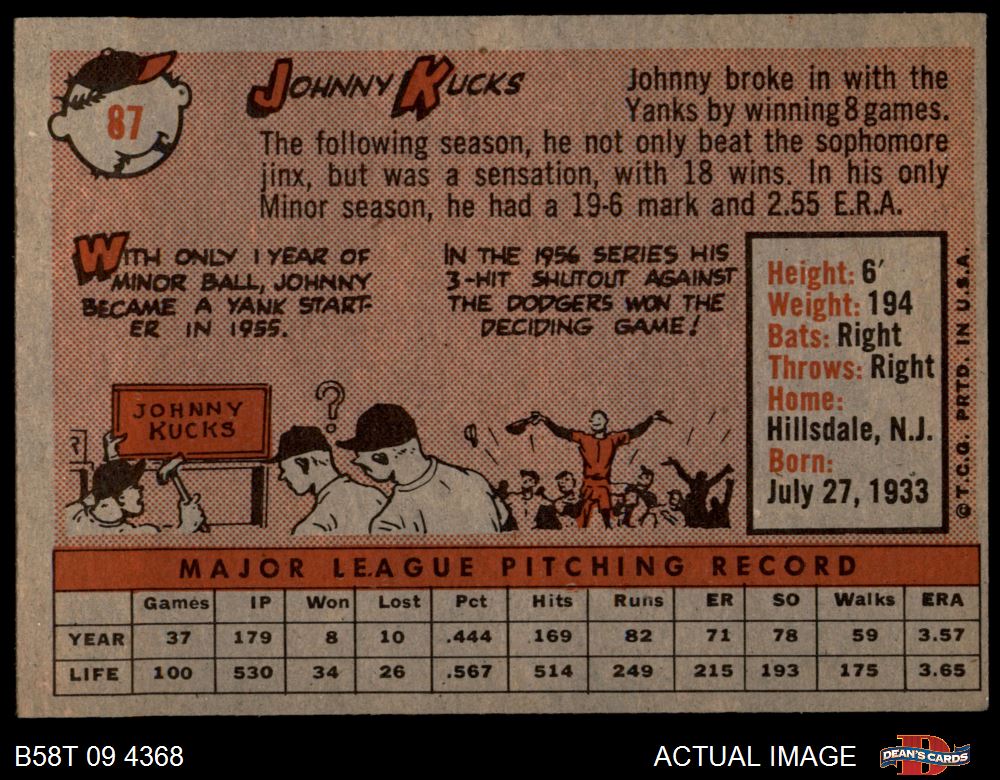 87
JOHNNY KUCKS
Johnny broke in with the
Yanks by winning 8 games.
The following season, he not only beat the sophomore
jinx, but was a sensation, with 18 wins. In his only
Minor season, he had a 19-6 mark and 2.55 E.R.A.
WITH ONLY 1 YEAR OF
MINOR BALL, JOHNNY
BECAME A YANK START-
ER IN 1955.
IN THE 1956 SERIES HIS
3-HIT SHUTOUT AGAINST
THE DODGERS WON THE
DECIDING GAME!
JOHNNY
KUCKS
?
Height: 6'
Weight: 194
Bats: Right
Throws: Right
Home:
Hillsdale, N.J.
Born:
July 27, 1933
© T.C.G. PRTD. IN U.S.A.
MAJOR LEAGUE PITCHING RECORD
Games IP Won Lost Pct Hits Runs ER SO Walks ERA
YEAR 37 179 8 10 .444 169 82 71 78 59 3.57
LIFE 100 530 34 26 .567 514 249 215 193 175 3.65
B58T 09 4368
ACTUAL IMAGE
DEAN'S CARDS